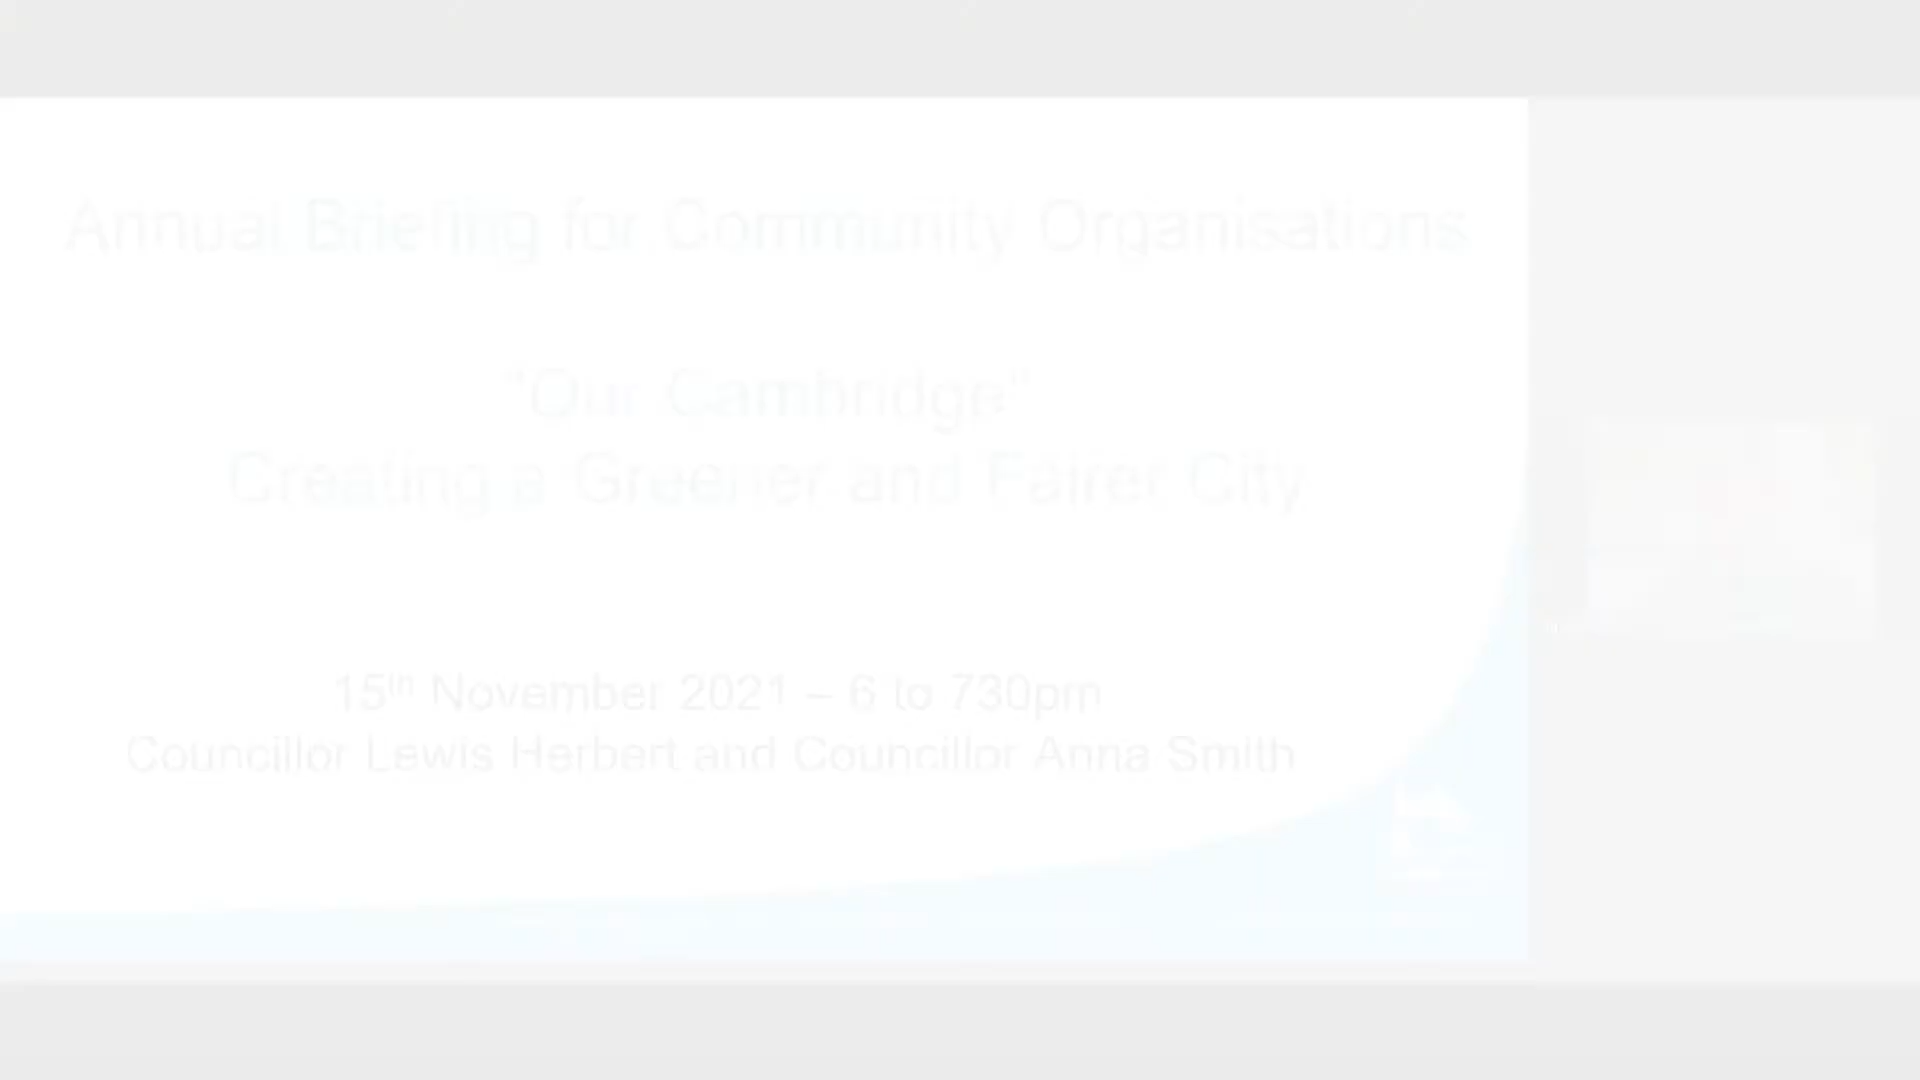 Annual Briefing for Community Organisations
"Our Cambridge"
Creating a Greener and Fairer City
15th November 2021 – 6 to 730pm
Councillor Lewis Herbert and Councillor Anna Smith